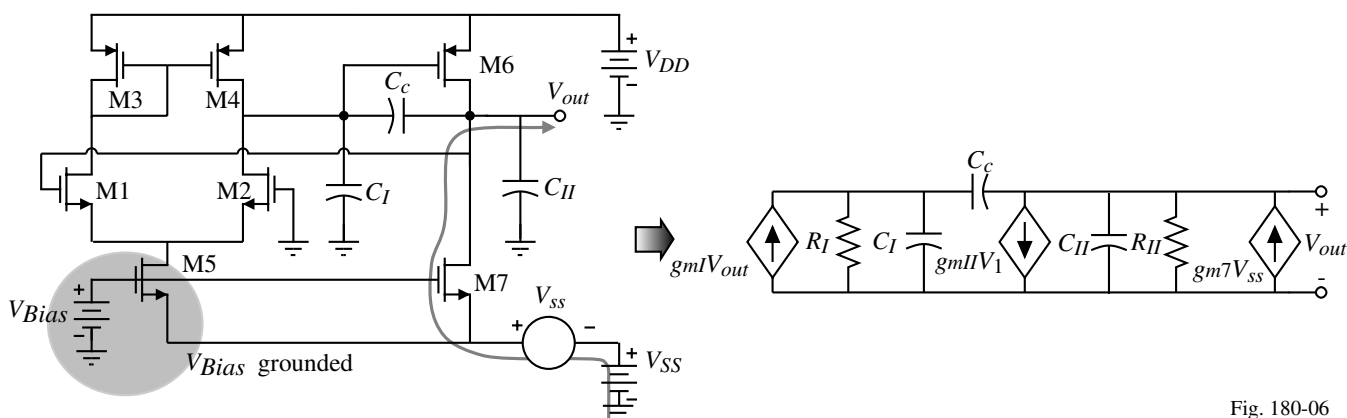 M3
M4
M6
C_c
V_out
+
V_DD
-
M1
M2
C_I
C_II
M5
M7
+
V_Bias
-
V_Bias grounded
V_ss
+
-
+
V_SS
-
C_c
g_mI V_out
R_I
C_I
g_mII V_1
C_II
R_II
g_m7 V_ss
+
V_out
-
Fig. 180-06